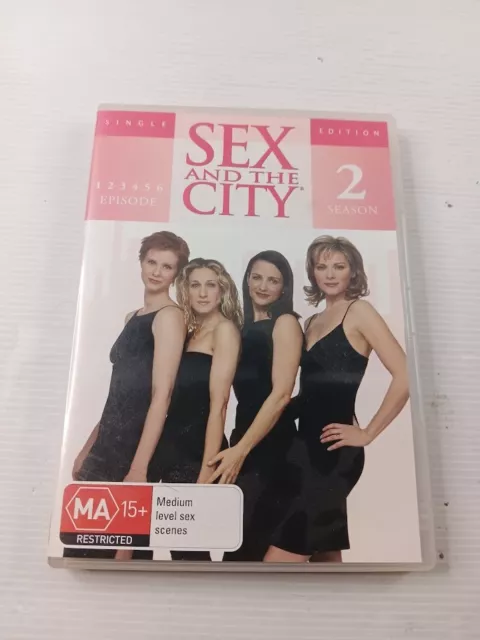 SINGLE EDITION
SEX
AND THE
CITY®
1 2 3 4 5 6
EPISODE
2
SEASON
MA 15+
RESTRICTED
Medium
level sex
scenes